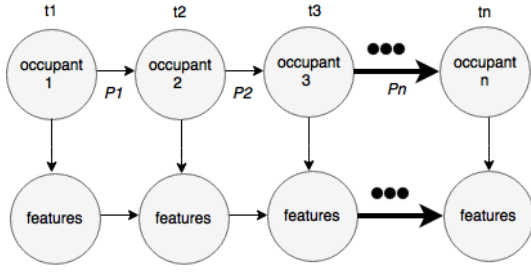 t1 t2 t3 tn
occupant 1
occupant 2
occupant 3
occupant n
P1 P2 Pn
features features features features